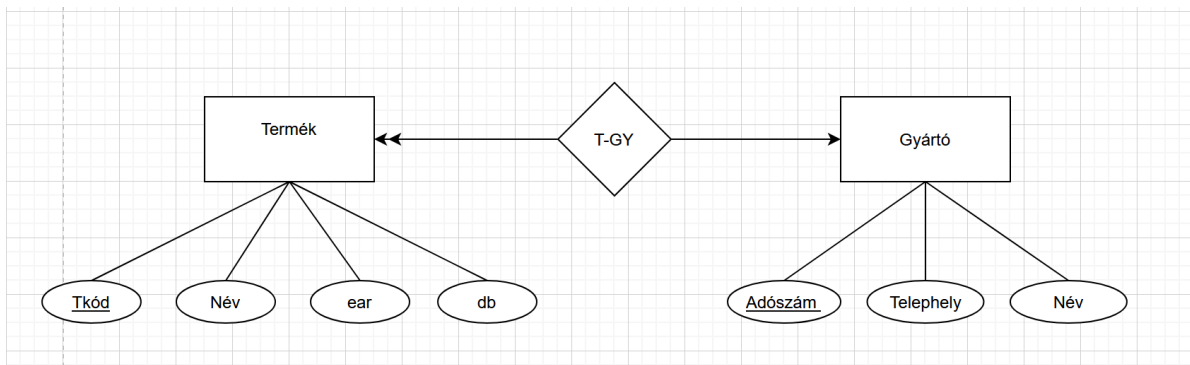 Termék
T-GY
Gyártó
Tkód
Név
ear
db
Adószám
Telephely
Név